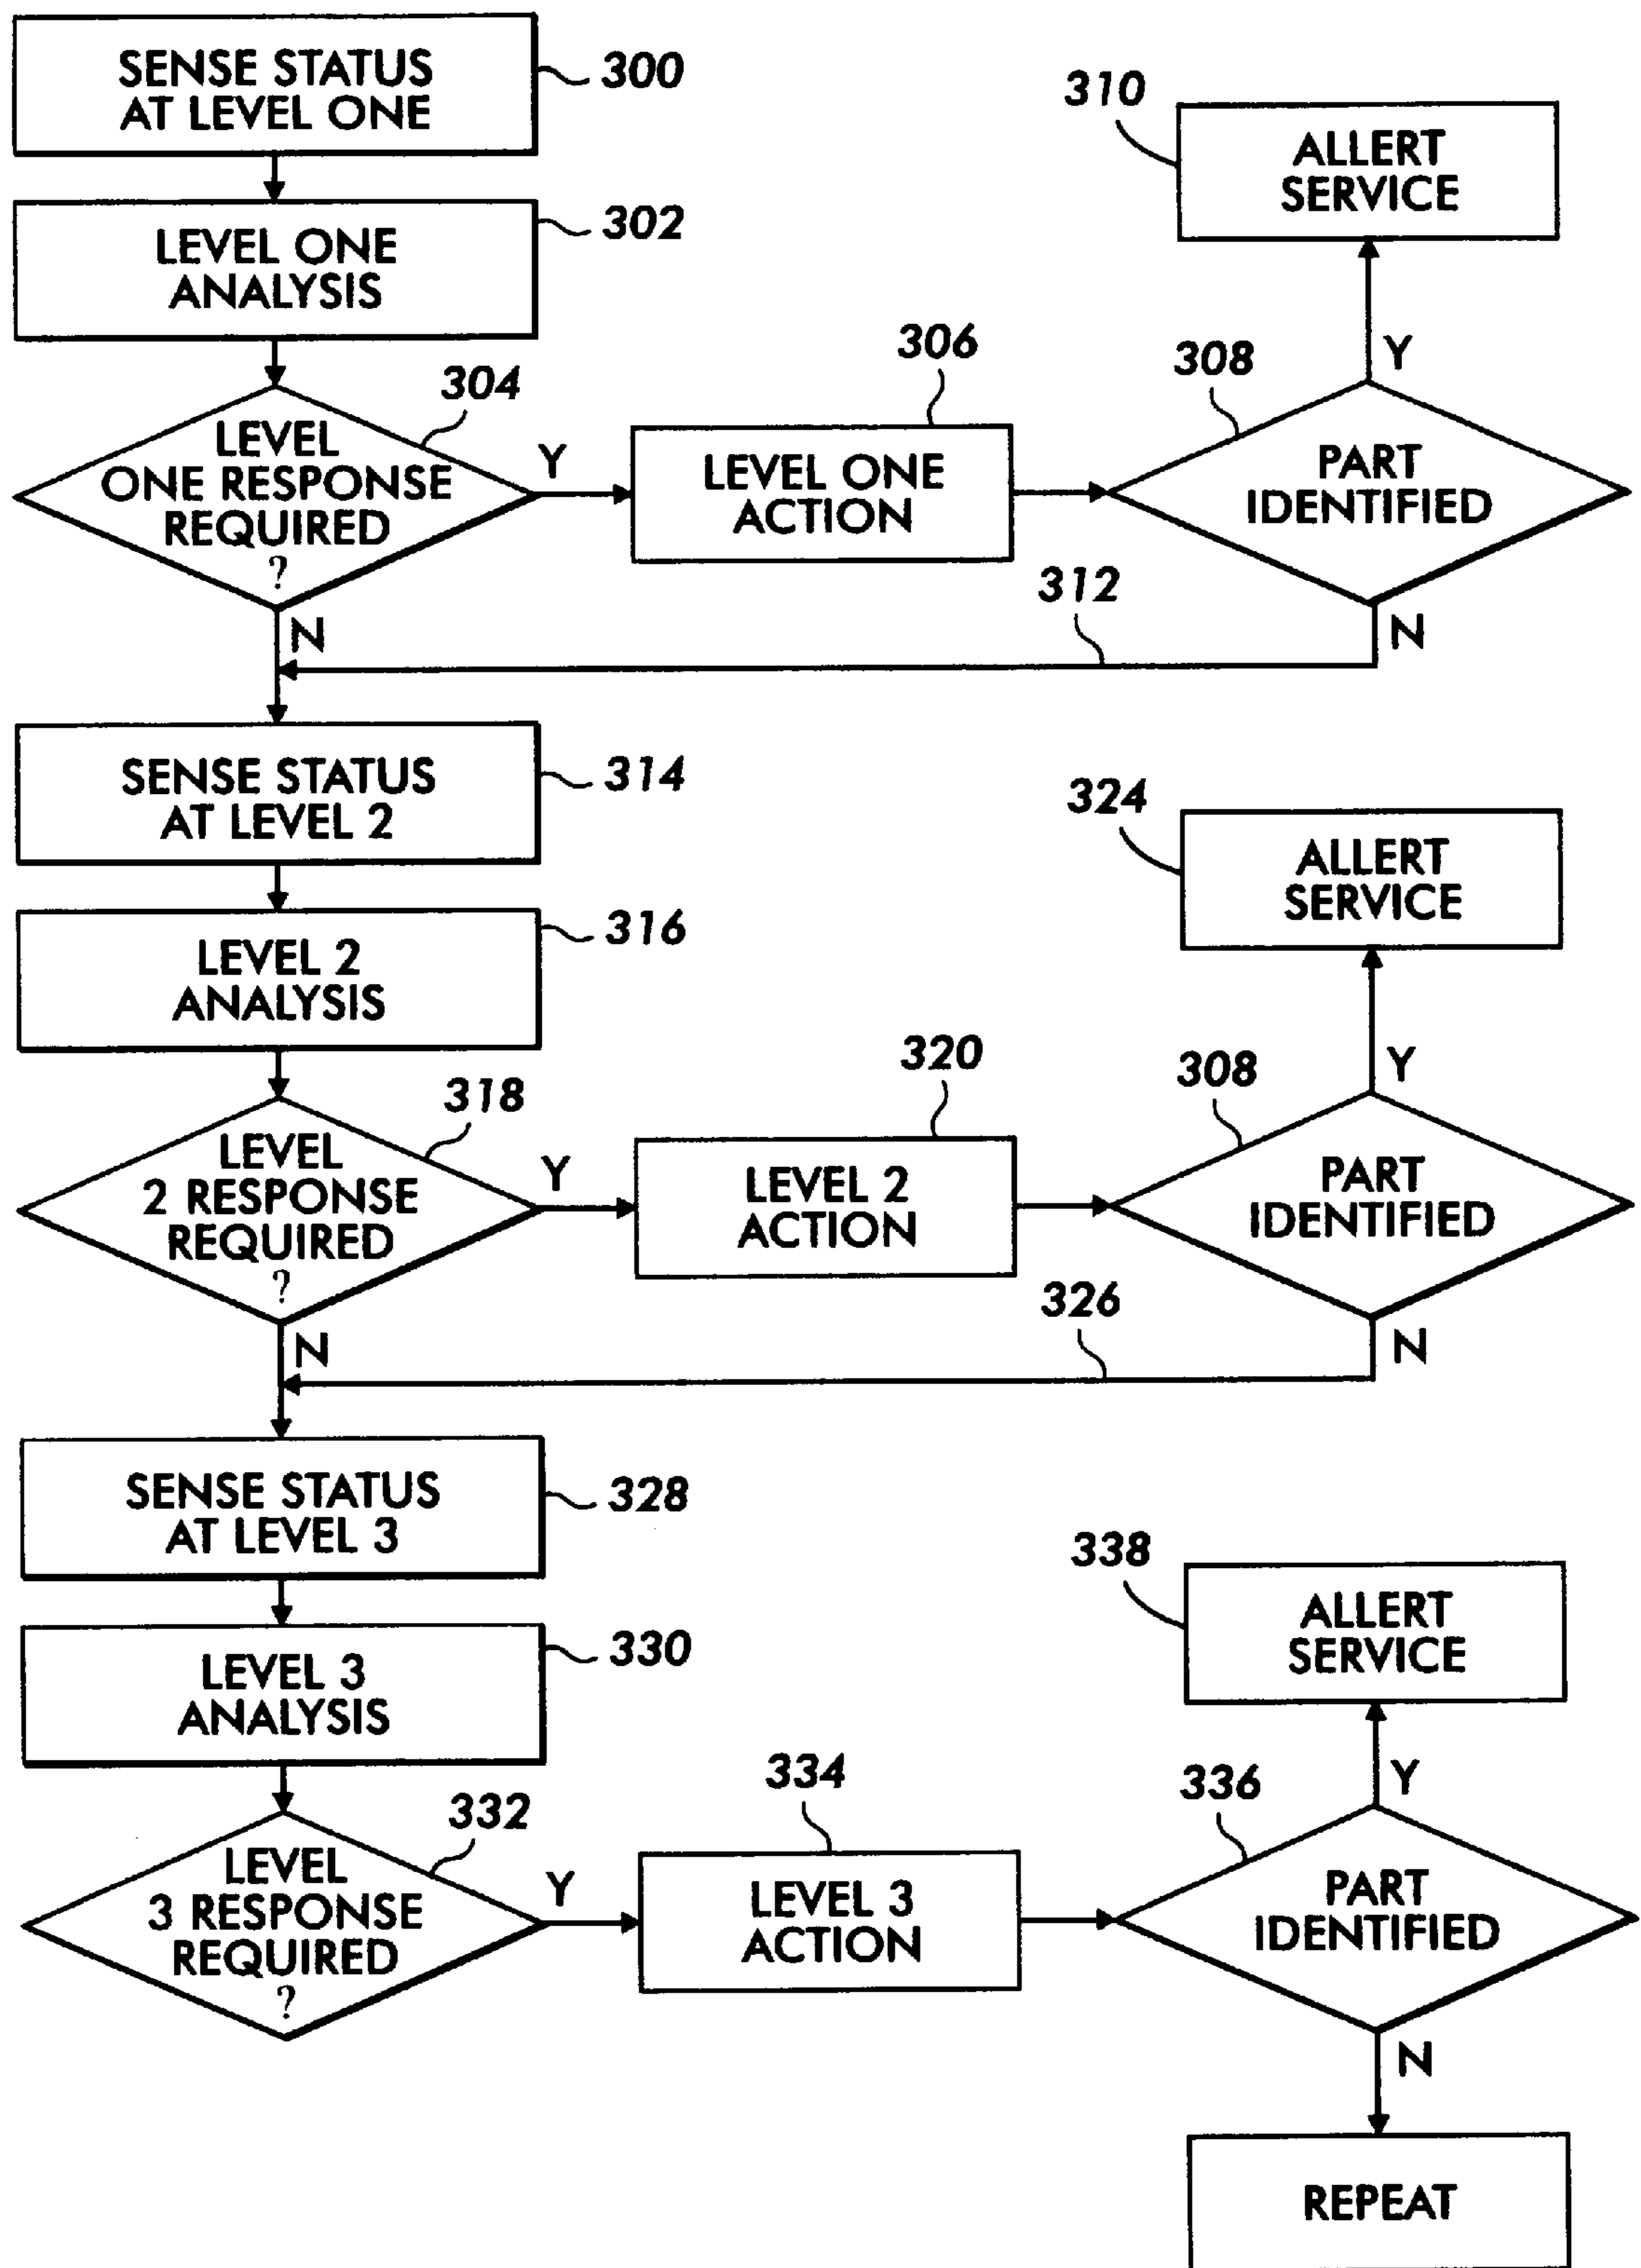 SENSE STATUS
AT LEVEL ONE
300
310
ALLERT
SERVICE
LEVEL ONE
ANALYSIS
302
304
306
308
Y
LEVEL
ONE RESPONSE
REQUIRED
?
Y
LEVEL ONE
ACTION
PART
IDENTIFIED
312
N
N
SENSE STATUS
AT LEVEL 2
314
324
ALLERT
SERVICE
LEVEL 2
ANALYSIS
316
318
320
308
Y
LEVEL
2 RESPONSE
REQUIRED
?
Y
LEVEL 2
ACTION
PART
IDENTIFIED
326
N
N
SENSE STATUS
AT LEVEL 3
328
338
ALLERT
SERVICE
LEVEL 3
ANALYSIS
330
332
334
336
Y
LEVEL
3 RESPONSE
REQUIRED
?
Y
LEVEL 3
ACTION
PART
IDENTIFIED
N
REPEAT